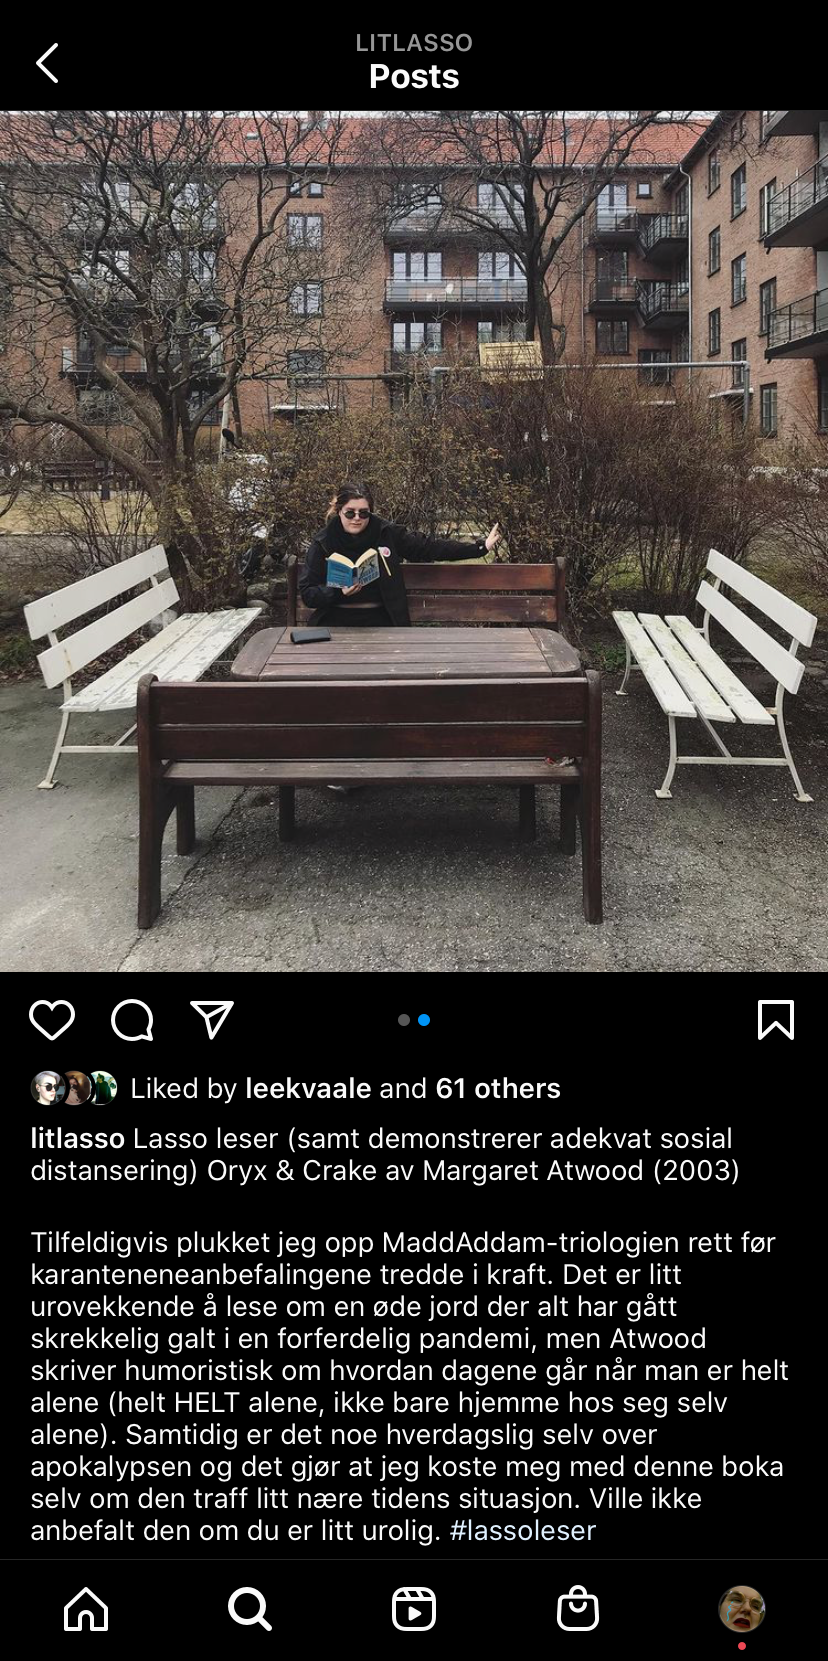 LITLASSO
Posts
Liked by leekvaale and 61 others
litlasso Lasso leser (samt demonstrerer adekvat sosial
distansering) Oryx & Crake av Margaret Atwood (2003)
Tilfeldigvis plukket jeg opp MaddAddam-triologien rett før
karanteneneanbefalingene tredde i kraft. Det er litt
urovekkende å lese om en øde jord der alt har gått
skrekkelig galt i en forferdelig pandemi, men Atwood
skriver humoristisk om hvordan dagene går når man er helt
alene (helt HELT alene, ikke bare hjemme hos seg selv
alene). Samtidig er det noe hverdagslig selv over
apokalypsen og det gjør at jeg koste meg med denne boka
selv om den traff litt nære tidens situasjon. Ville ikke
anbefalt den om du er litt urolig. #lassoleser